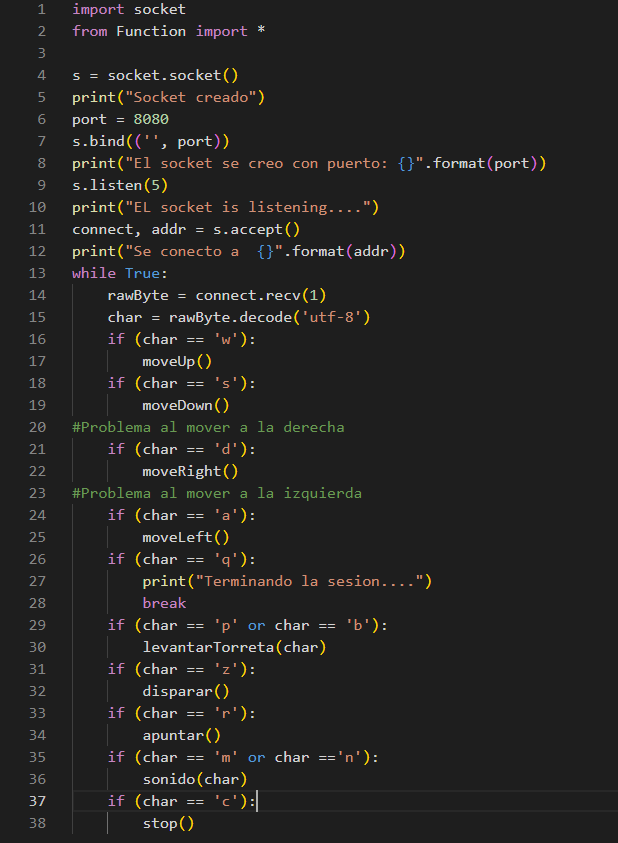 1 import socket
2 from Function import *
3
4 s = socket.socket()
5 print("Socket creado")
6 port = 8080
7 s.bind(('', port))
8 print("El socket se creo con puerto: {}".format(port))
9 s.listen(5)
10 print("EL socket is listening....")
11 connect, addr = s.accept()
12 print("Se conecto a  {}".format(addr))
13 while True:
14     rawByte = connect.recv(1)
15     char = rawByte.decode('utf-8')
16     if (char == 'w'):
17         moveUp()
18     if (char == 's'):
19         moveDown()
20 #Problema al mover a la derecha
21     if (char == 'd'):
22         moveRight()
23 #Problema al mover a la izquierda
24     if (char == 'a'):
25         moveLeft()
26     if (char == 'q'):
27         print("Terminando la sesion....")
28         break
29     if (char == 'p' or char == 'b'):
30         levantarTorreta(char)
31     if (char == 'z'):
32         disparar()
33     if (char == 'r'):
34         apuntar()
35     if (char == 'm' or char =='n'):
36         sonido(char)
37     if (char == 'c'):
38         stop()